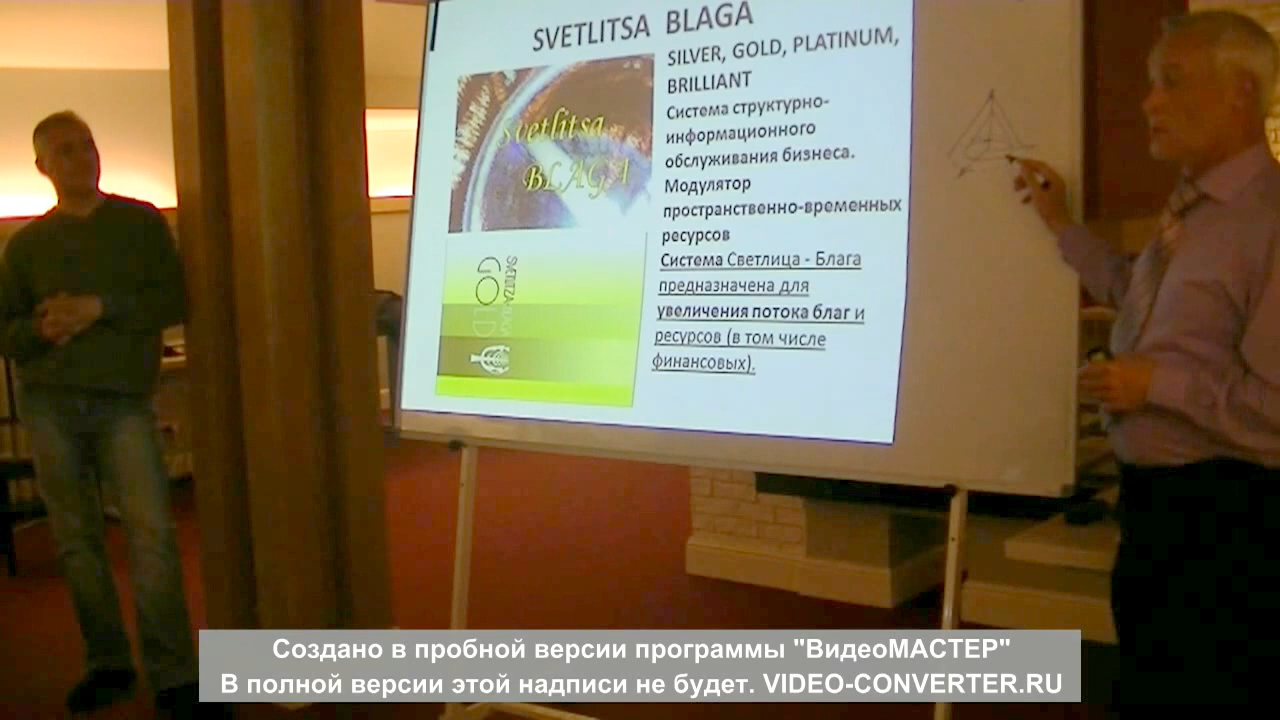 SVETLITSA BLAGA
SILVER, GOLD, PLATINUM,
BRILLIANT
Система структурно-
информационного
обслуживания бизнеса.
Модулятор
пространственно-временных
ресурсов
Система Светлица - Блага
предназначена для
увеличения потока благ и
ресурсов (в том числе
финансовых).
Svetlitsa
BLAGA
SVETLITZA BLAGA
GOLD
Создано в пробной версии программы "ВидеоМАСТЕР"
В полной версии этой надписи не будет. VIDEO-CONVERTER.RU